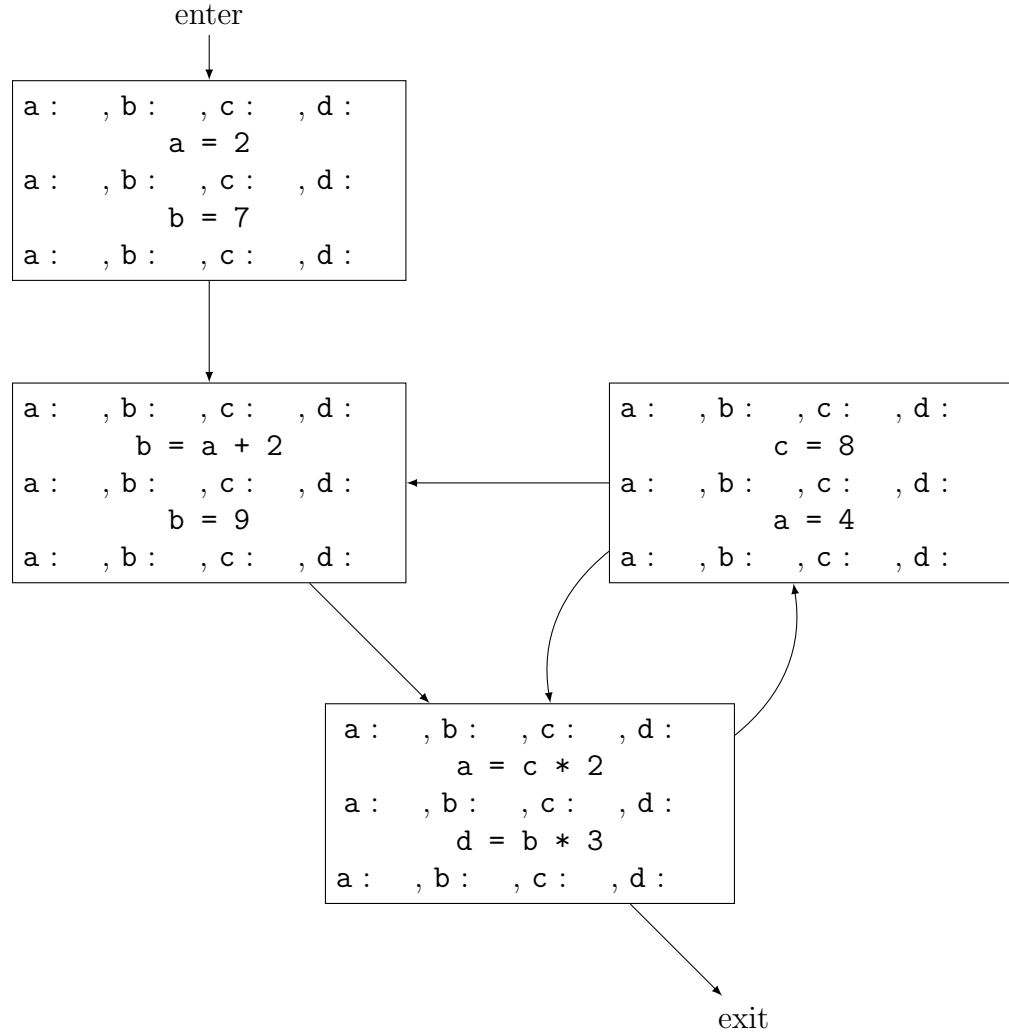 enter
a: , b: , c: , d:
a = 2
a: , b: , c: , d:
b = 7
a: , b: , c: , d:
a: , b: , c: , d:
b = a + 2
a: , b: , c: , d:
b = 9
a: , b: , c: , d:
a: , b: , c: , d:
c = 8
a: , b: , c: , d:
a = 4
a: , b: , c: , d:
a: , b: , c: , d:
a = c * 2
a: , b: , c: , d:
d = b * 3
a: , b: , c: , d:
exit